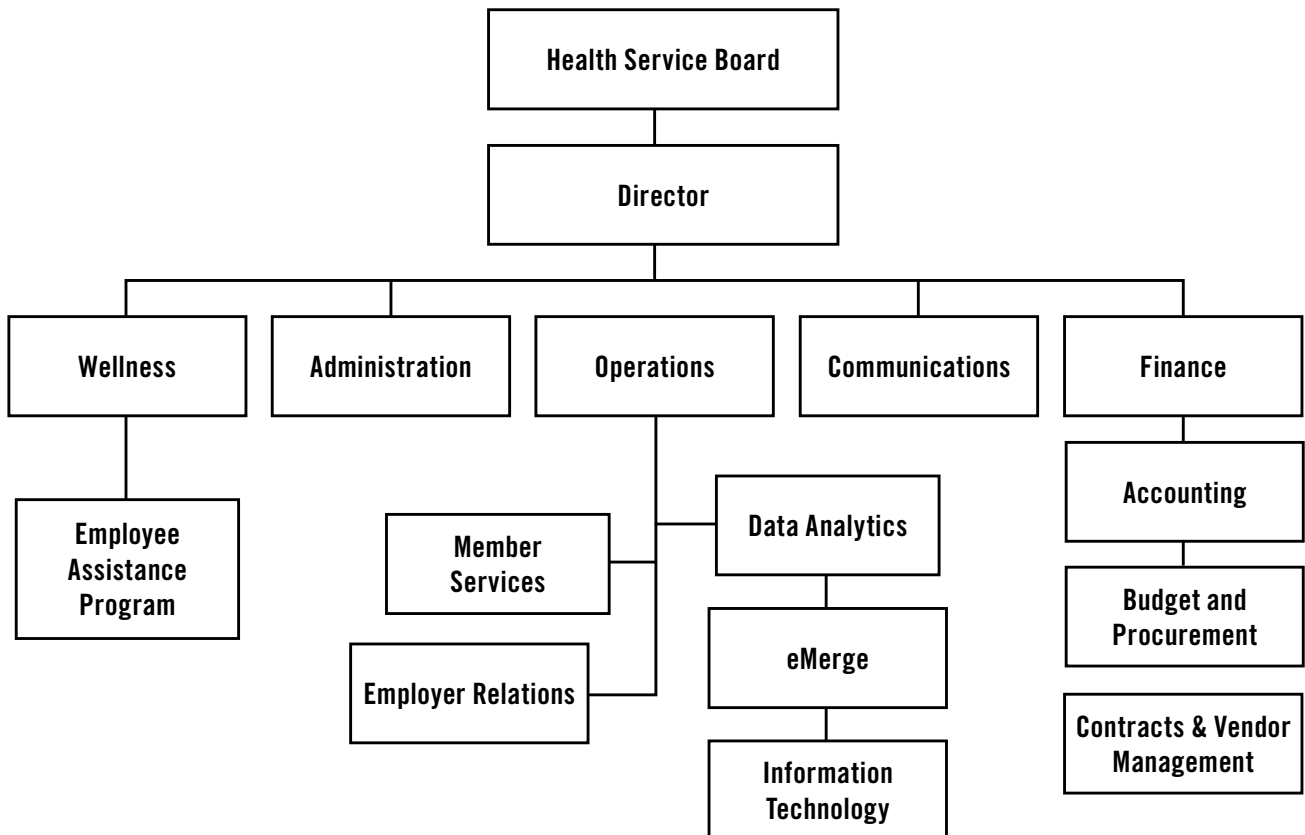 Health Service Board
Director
Wellness
Administration
Operations
Communications
Finance
Employee
Assistance
Program
Member
Services
Employer Relations
Data Analytics
eMerge
Information
Technology
Accounting
Budget and
Procurement
Contracts & Vendor
Management